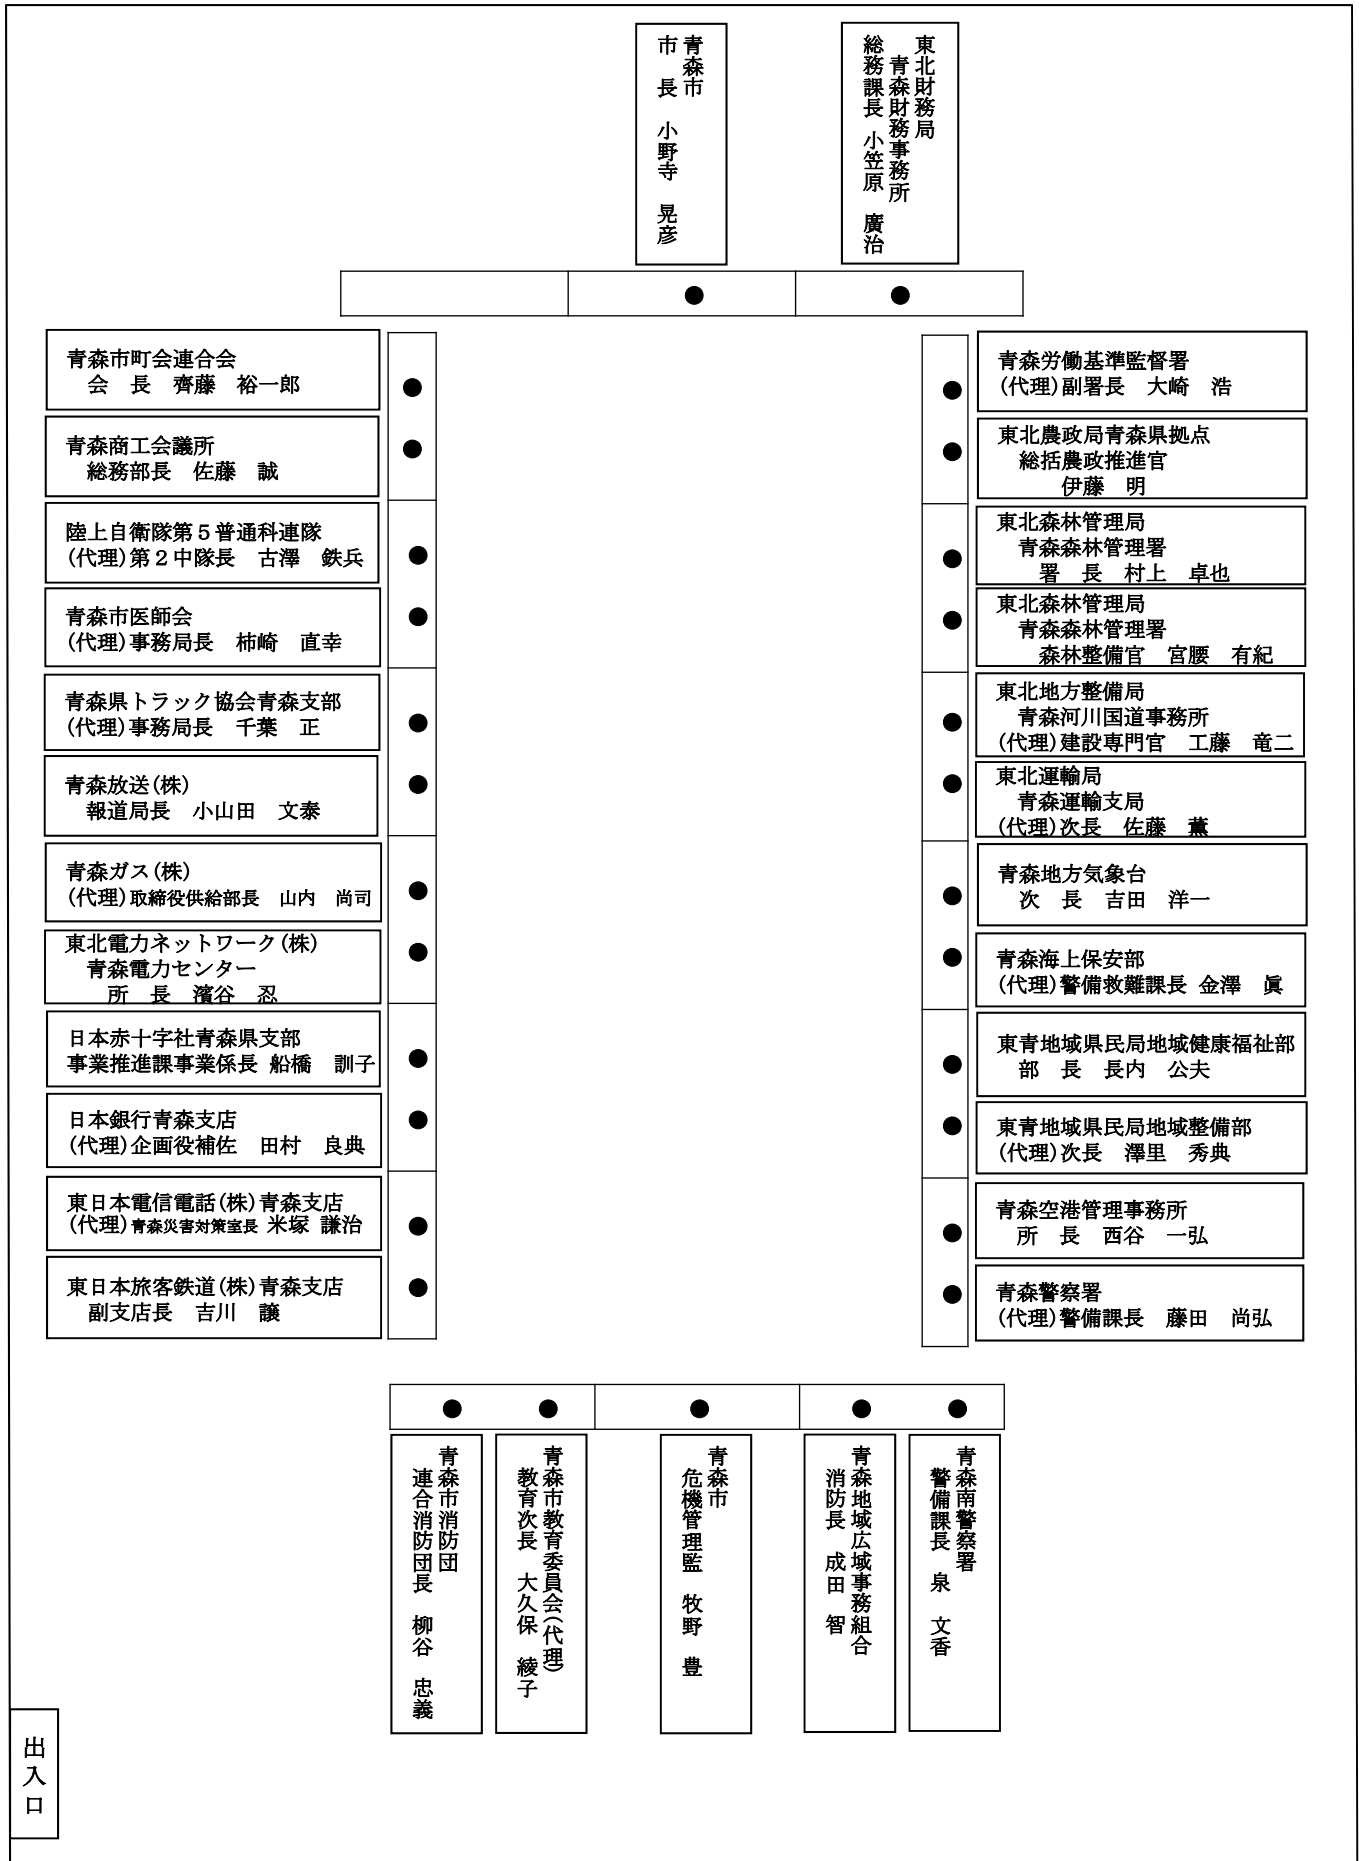 東北財務局
青森財務事務所
総務課長 小笠原 廣治
青森市
市 長 小野寺 晃彦
青森市町会連合会
会 長 齊藤 裕一郎
青森商工会議所
総務部長 佐藤 誠
陸上自衛隊第５普通科連隊
(代理)第２中隊長 古澤 鉄兵
青森市医師会
(代理)事務局長 柿崎 直幸
青森県トラック協会青森支部
(代理)事務局長 千葉 正
青森放送(株)
報道局長 小山田 文泰
青森ガス(株)
(代理)取締役供給部長 山内 尚司
東北電力ネットワーク(株)
青森電力センター
所 長 濱谷 忍
日本赤十字社青森県支部
事業推進課事業係長 船橋 訓子
日本銀行青森支店
(代理)企画役補佐 田村 良典
東日本電信電話(株)青森支店
(代理)青森災害対策室長 米塚 謙治
東日本旅客鉄道(株)青森支店
副支店長 吉川 譲
青森労働基準監督署
(代理)副署長 大崎 浩
東北農政局青森県拠点
総括農政推進官
伊藤 明
東北森林管理局
青森森林管理署
署 長 村上 卓也
東北森林管理局
青森森林管理署
森林整備官 宮腰 有紀
東北地方整備局
青森河川国道事務所
(代理)建設専門官 工藤 竜二
東北運輸局
青森運輸支局
(代理)次長 佐藤 薫
青森地方気象台
次 長 吉田 洋一
青森海上保安部
(代理)警備救難課長 金澤 眞
東青地域県民局地域健康福祉部
部 長 長内 公夫
東青地域県民局地域整備部
(代理)次長 澤里 秀典
青森空港管理事務所
所 長 西谷 一弘
青森警察署
(代理)警備課長 藤田 尚弘
青森南警察署
警備課長 泉 文香
青森地域広域事務組合
消防長 成田 智
青森市
危機管理監 牧野 豊
青森市教育委員会(代理)
教育次長 大久保 綾子
青森市消防団
連合消防団長 柳谷 忠義
出入口